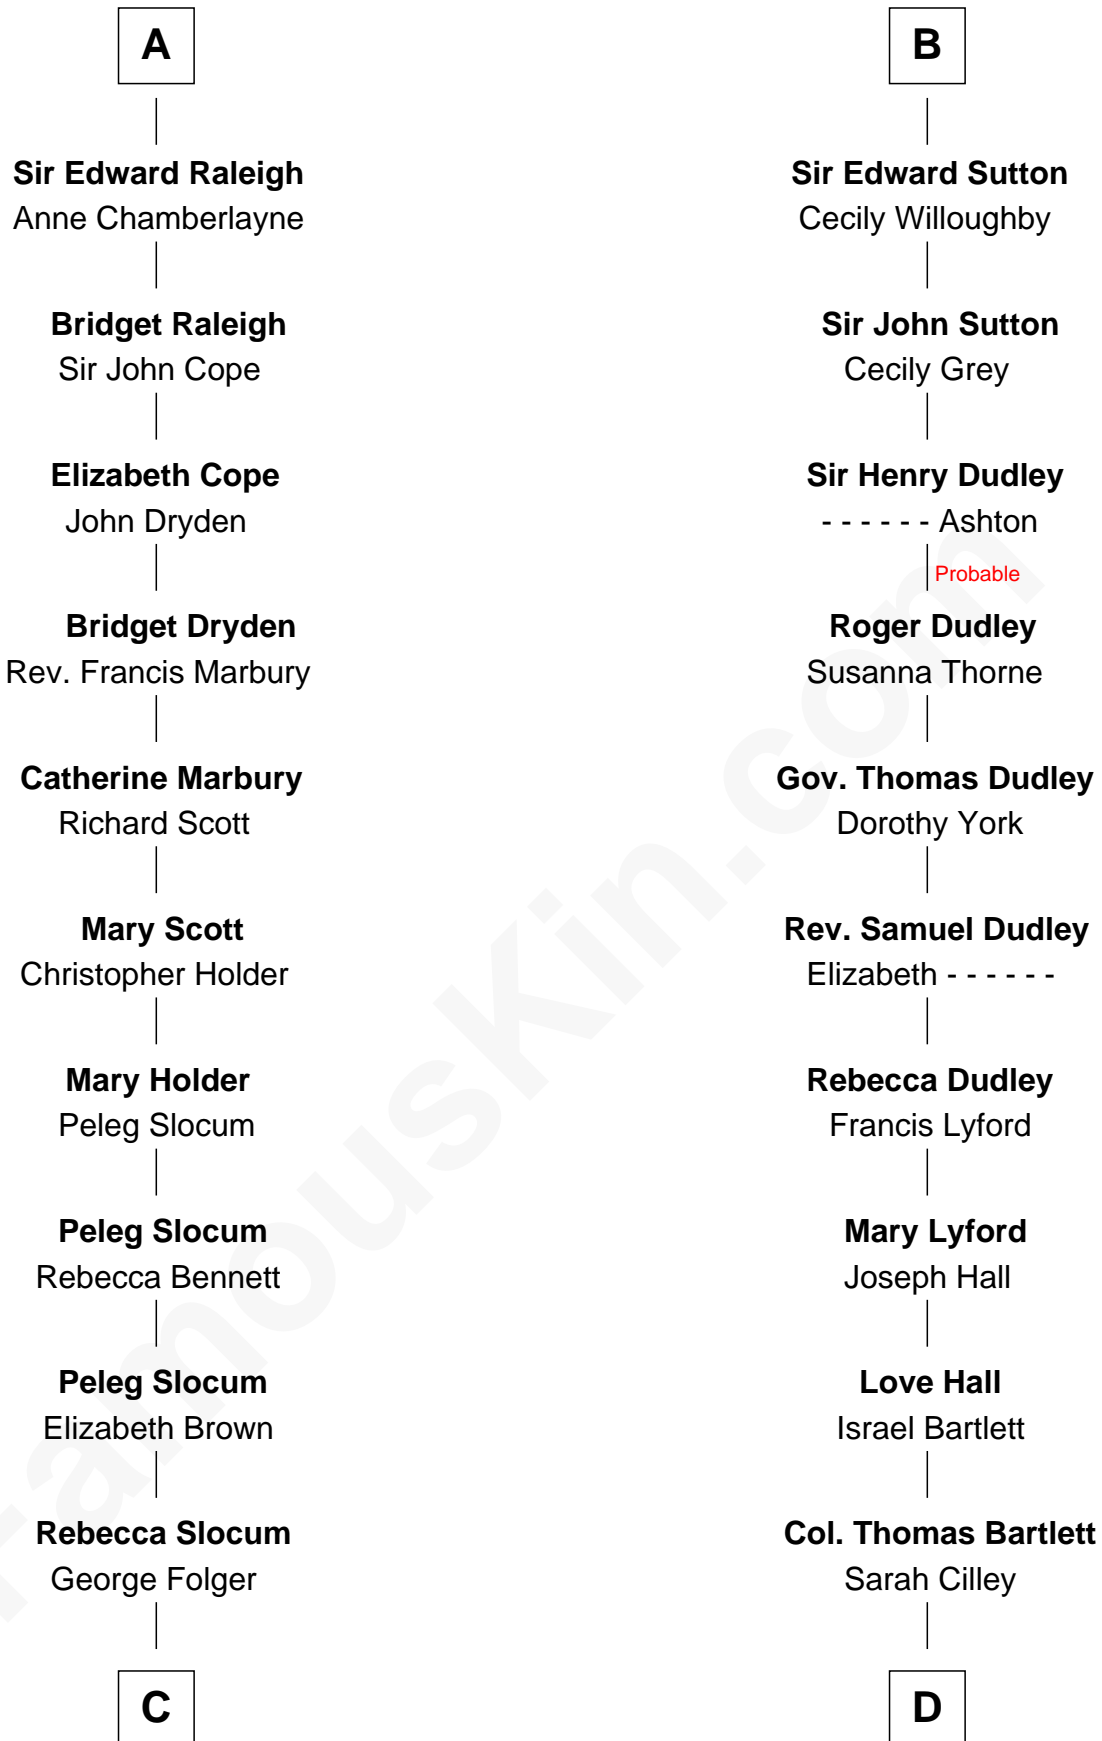 A
Sir Edward Raleigh
Anne Chamberlayne
Bridget Raleigh
Sir John Cope
Elizabeth Cope
John Dryden
Bridget Dryden
Rev. Francis Marbury
Catherine Marbury
Richard Scott
Mary Scott
Christopher Holder
Mary Holder
Peleg Slocum
Peleg Slocum
Rebecca Bennett
Peleg Slocum
Elizabeth Brown
Rebecca Slocum
George Folger
C
B
Sir Edward Sutton
Cecily Willoughby
Sir John Sutton
Cecily Grey
Sir Henry Dudley
- - - - - - Ashton
Probable
Roger Dudley
Susanna Thorne
Gov. Thomas Dudley
Dorothy York
Rev. Samuel Dudley
Elizabeth - - - - - -
Rebecca Dudley
Francis Lyford
Mary Lyford
Joseph Hall
Love Hall
Israel Bartlett
Col. Thomas Bartlett
Sarah Cilley
D
FamousKin.com